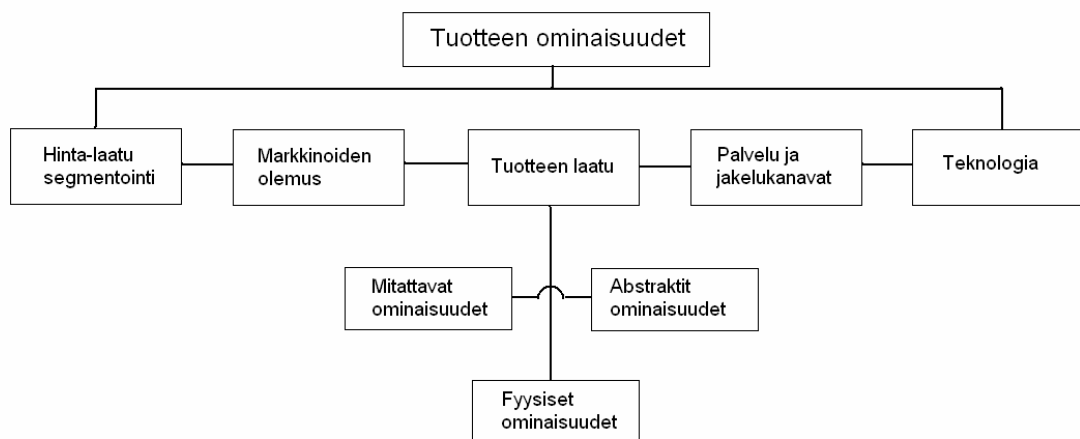 Tuotteen ominaisuudet
Hinta-laatu
segmentointi
Markkinoiden
olemus
Tuotteen laatu
Palvelu ja
jakelukanavat
Teknologia
Mitattavat
ominaisuudet
Abstraktit
ominaisuudet
Fyysiset
ominaisuudet